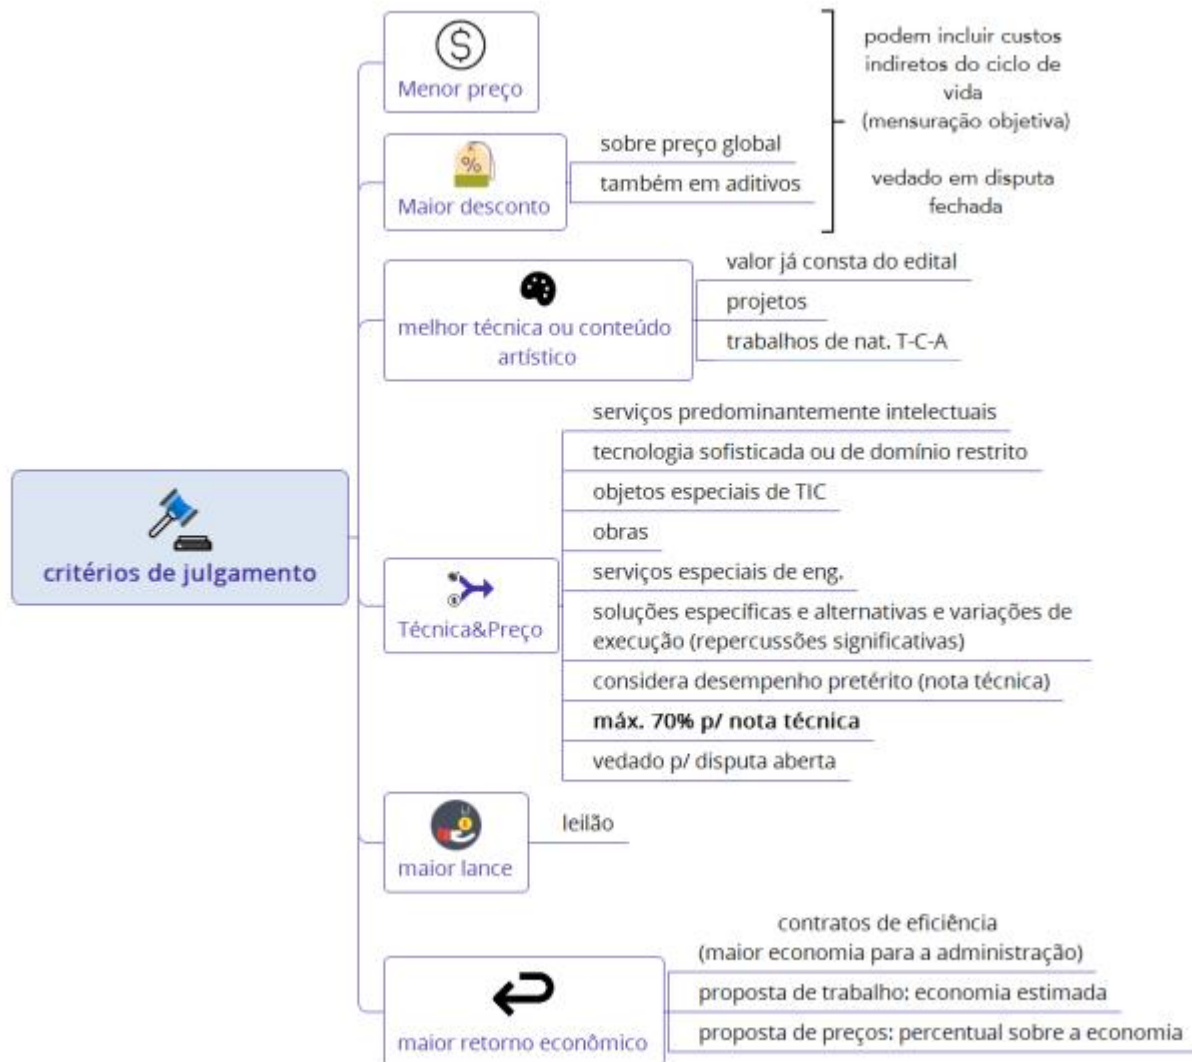 Menor preço
podem incluir custos
indiretos do ciclo de
vida
(mensuração objetiva)
vedado em disputa
fechada
%
Maior desconto
sobre preço global
também em aditivos
melhor técnica ou conteúdo
artístico
valor já consta do edital
projetos
trabalhos de nat. T-C-A
critérios de julgamento
Técnica&Preço
serviços predominantemente intelectuais
tecnologia sofisticada ou de domínio restrito
objetos especiais de TIC
obras
serviços especiais de eng.
soluções específicas e alternativas e variações de
execução (repercussões significativas)
considera desempenho pretérito (nota técnica)
máx. 70% p/ nota técnica
vedado p/ disputa aberta
maior lance
leilão
maior retorno econômico
contratos de eficiência
(maior economia para a administração)
proposta de trabalho: economia estimada
proposta de preços: percentual sobre a economia